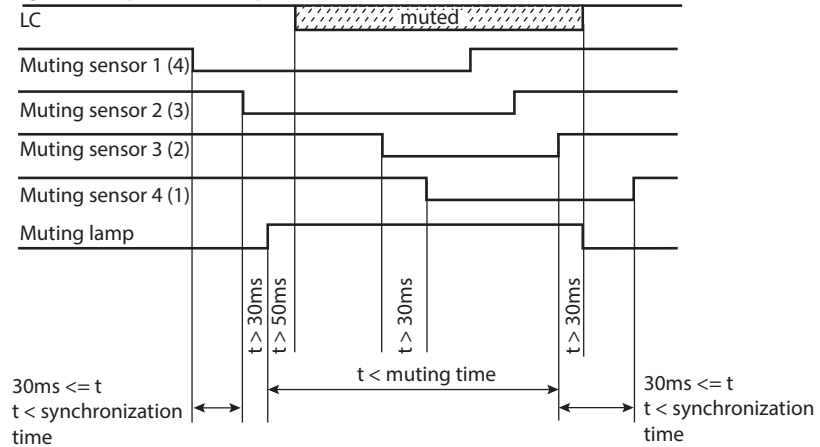 LC
muted
Muting sensor 1 (4)
Muting sensor 2 (3)
Muting sensor 3 (2)
Muting sensor 4 (1)
Muting lamp
t > 30ms
t > 50ms
t > 30ms
t > 30ms
t < muting time
30ms <= t
t < synchronization
time
30ms <= t
t < synchronization
time